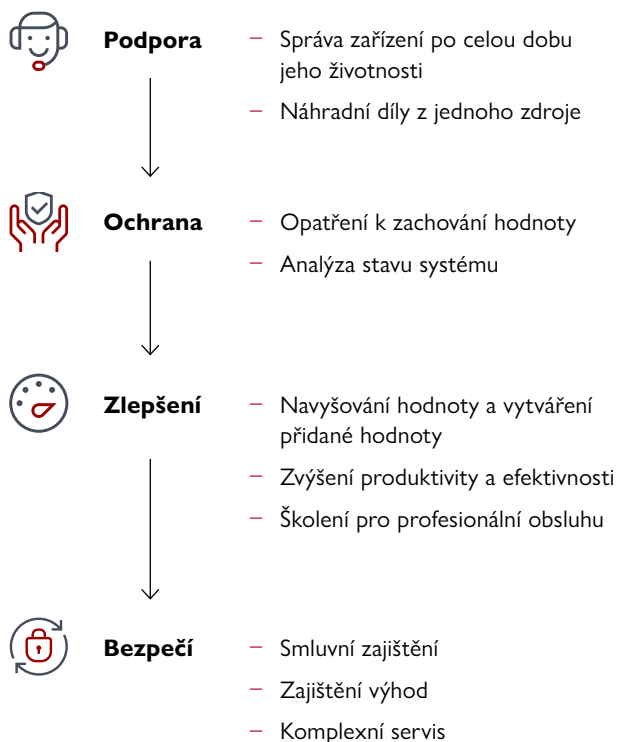 Podpora
– Správa zařízení po celou dobu
jeho životnosti
– Náhradní díly z jednoho zdroje
Ochrana
– Opatření k zachování hodnoty
– Analýza stavu systému
Zlepšení
– Navyšování hodnoty a vytváření
přidané hodnoty
– Zvýšení produktivity a efektivnosti
– Školení pro profesionální obsluhu
Bezpečí
– Smluvní zajištění
– Zajištění výhod
– Komplexní servis